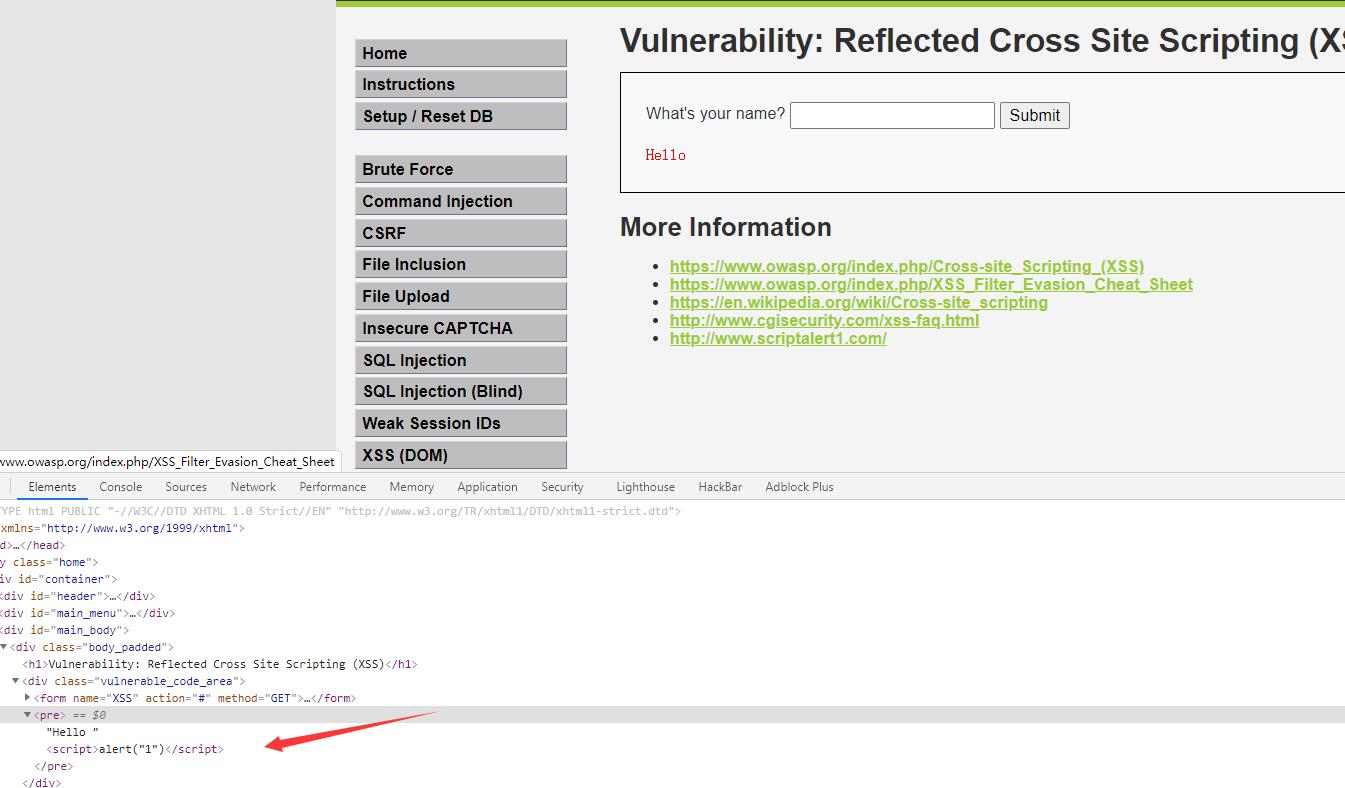 Vulnerability: Reflected Cross Site Scripting (XS
Home
Instructions
Setup / Reset DB
Brute Force
Command Injection
CSRF
File Inclusion
File Upload
Insecure CAPTCHA
SQL Injection
SQL Injection (Blind)
Weak Session IDs
XSS (DOM)
What's your name?
Submit
Hello
More Information
https://www.owasp.org/index.php/Cross-site_Scripting_(XSS)
https://www.owasp.org/index.php/XSS_Filter_Evasion_Cheat_Sheet
https://en.wikipedia.org/wiki/Cross-site_scripting
http://www.cgisecurity.com/xss-faq.html
http://www.scriptalert1.com/
www.owasp.org/index.php/XSS_Filter_Evasion_Cheat_Sheet
Elements Console Sources Network Performance Memory Application Security Lighthouse HackBar Adblock Plus
TYPE html PUBLIC "-//W3C//DTD XHTML 1.0 Strict//EN" "http://www.w3.org/TR/xhtml1/DTD/xhtml1-strict.dtd">
xmlns="http://www.w3.org/1999/xhtml">
d>…</head>
y class="home">
iv id="container">
<div id="header">…</div>
<div id="main_menu">…</div>
<div id="main_body">
<div class="body_padded">
<h1>Vulnerability: Reflected Cross Site Scripting (XSS)</h1>
<div class="vulnerable_code_area">
<form name="XSS" action="#" method="GET">…</form>
<pre> == $0
"Hello "
<script>alert("1")</script>
</pre>
</div>